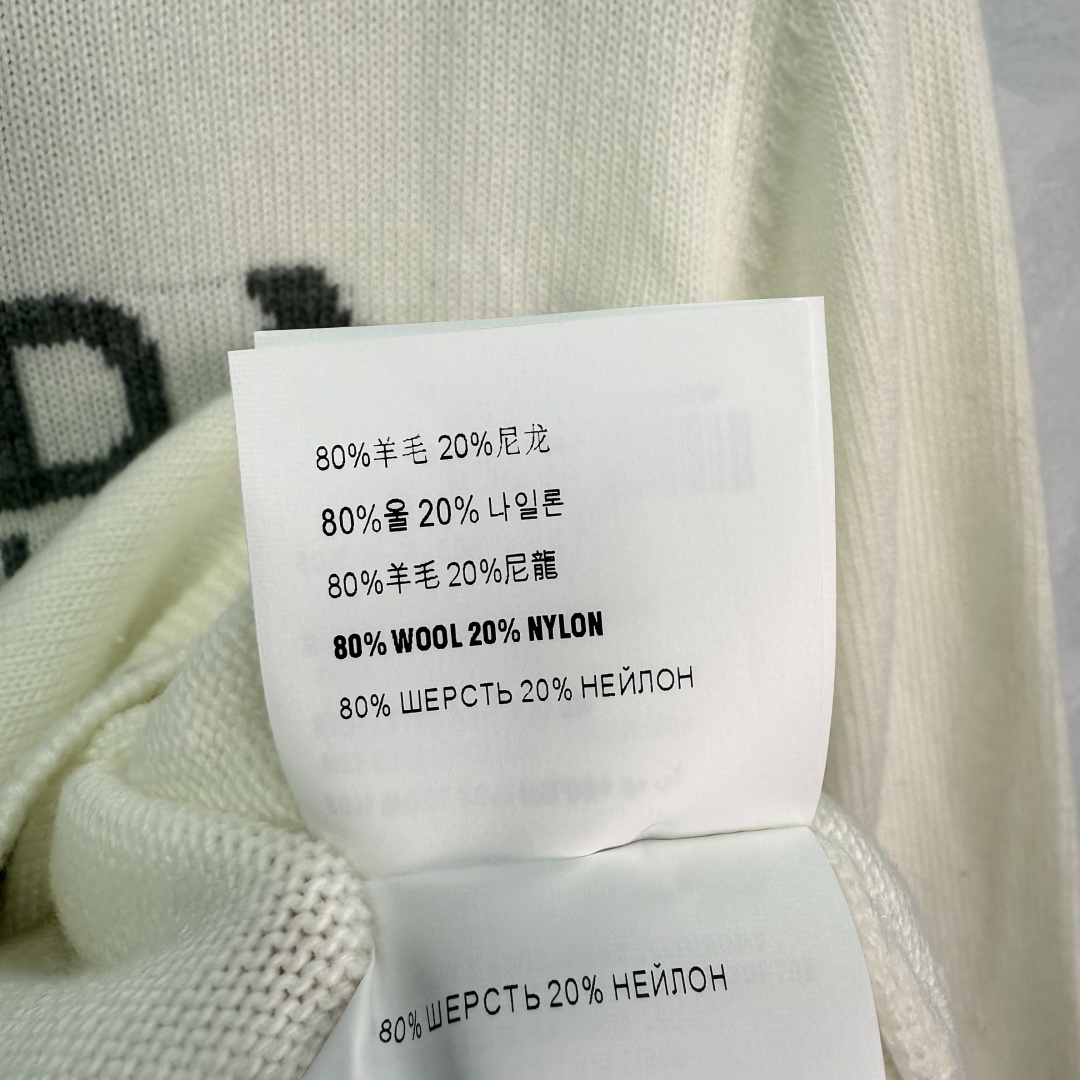 D
80%羊毛 20%尼龙
80%울 20% 나일론
80%羊毛 20%尼龍
80% WOOL 20% NYLON
80% ШЕРСТЬ 20% НЕЙЛОН
80% ШЕРСТЬ 20% НЕЙЛОН